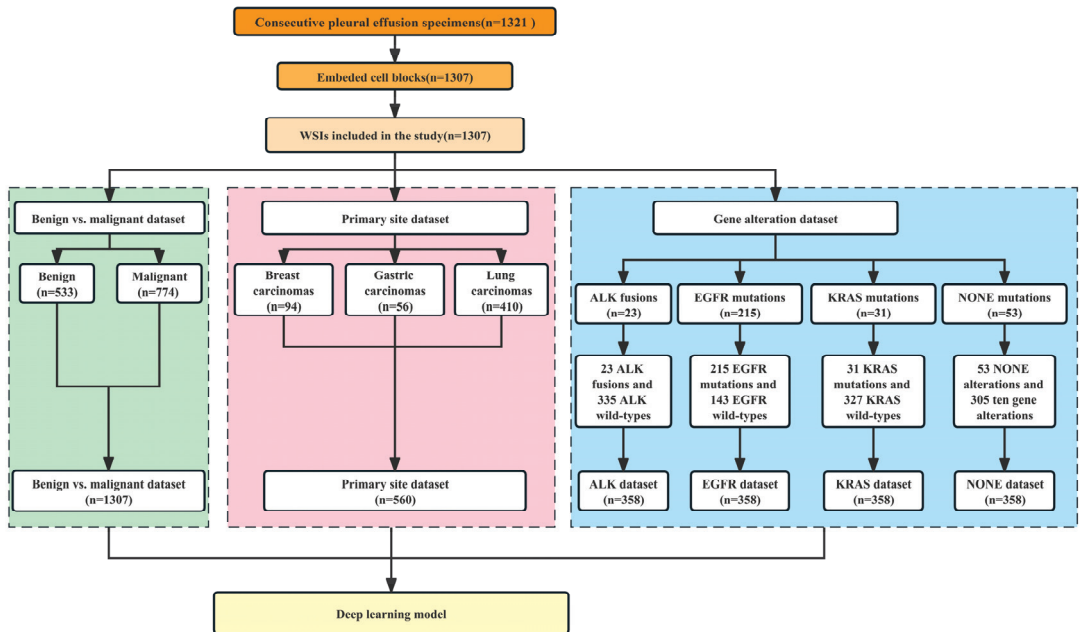 Consecutive pleural effusion specimens(n=1321 )
Embeded cell blocks(n=1307)
WSIs included in the study(n=1307)
Benign vs. malignant dataset
Benign
(n=533)
Malignant
(n=774)
Benign vs. malignant dataset
(n=1307)
Primary site dataset
Breast
carcinomas
(n=94)
Gastric
carcinomas
(n=56)
Lung
carcinomas
(n=410)
Primary site dataset
(n=560)
Gene alteration dataset
ALK fusions
(n=23)
EGFR mutations
(n=215)
KRAS mutations
(n=31)
NONE mutations
(n=53)
23 ALK
fusions and
335 ALK
wild-types
215 EGFR
mutations and
143 EGFR
wild-types
31 KRAS
mutations and
327 KRAS
wild-types
53 NONE
alterations and
305 ten gene
alterations
ALK dataset
(n=358)
EGFR dataset
(n=358)
KRAS dataset
(n=358)
NONE dataset
(n=358)
Deep learning model